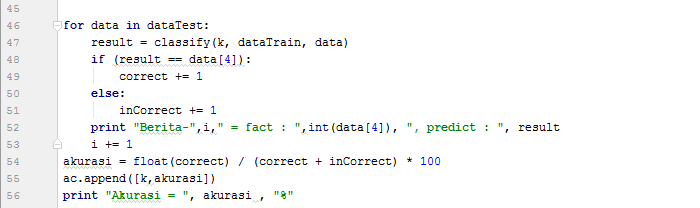 45
46 for data in dataTest:
47 result = classify(k, dataTrain, data)
48 if (result == data[4]):
49 correct += 1
50 else:
51 inCorrect += 1
52 print "Berita-",i," = fact : ",int(data[4]), ", predict : ", result
53 i += 1
54 akurasi = float(correct) / (correct + inCorrect) * 100
55 ac.append([k,akurasi])
56 print "Akurasi = ", akurasi , "%"